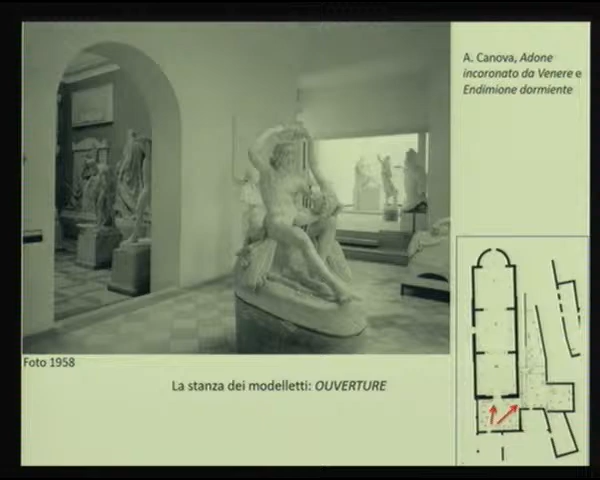 A. Canova, Adone
incoronato da Venere e
Endimione dormiente
Foto 1958
La stanza dei modelletti: OUVERTURE